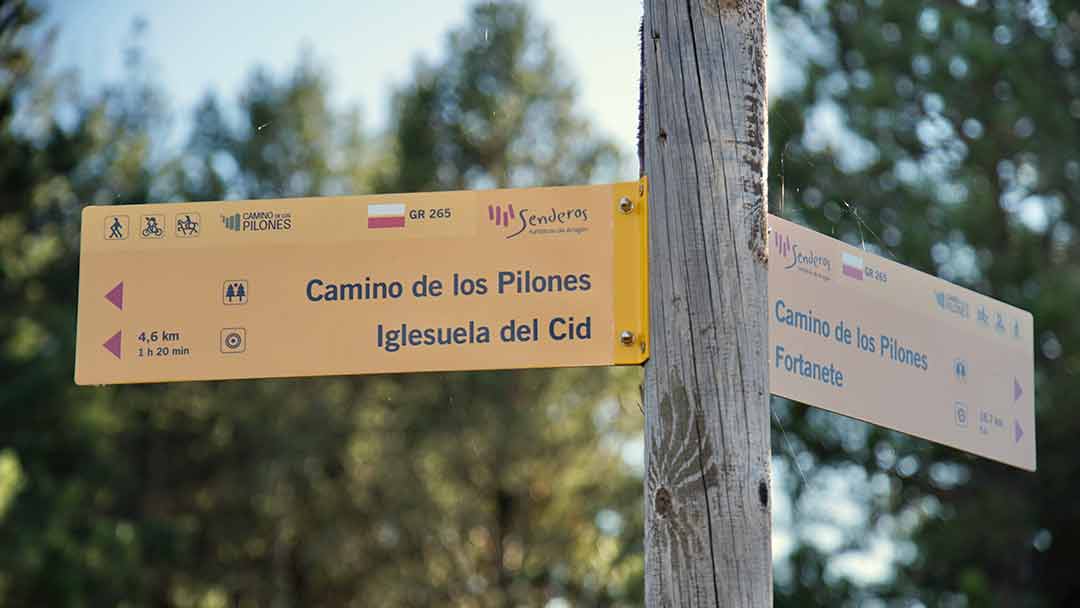 CAMINO DE LOS
PILONES
GR 265
Senderos
Turísticos de Aragón
Camino de los Pilones
Iglesuela del Cid
4,6 km
1 h 20 min
Senderos
GR 265
Camino de los Pilones
Fortanete